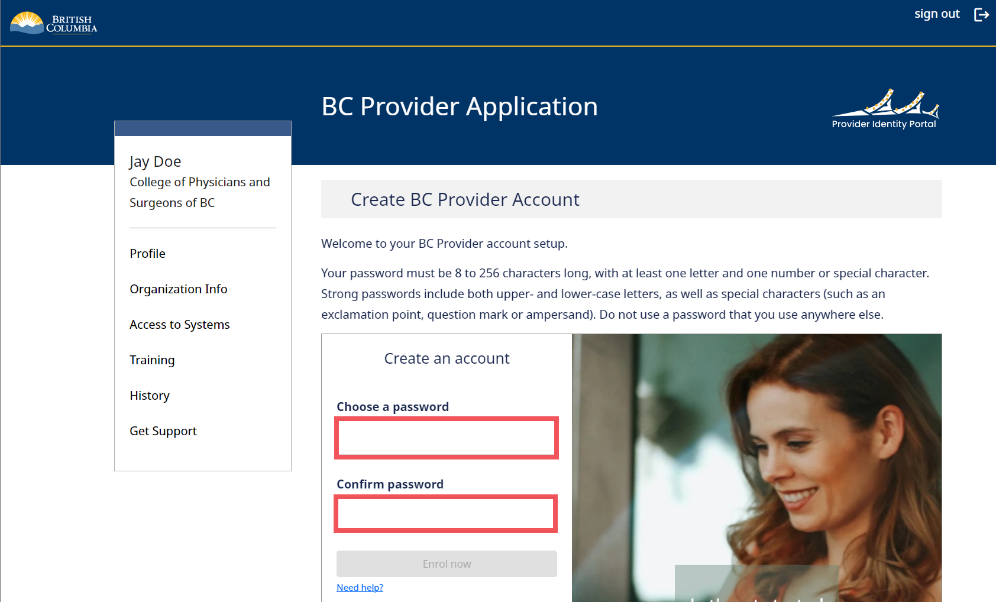 British
Columbia
sign out
BC Provider Application
Provider Identity Portal
Jay Doe
College of Physicians and
Surgeons of BC
Profile
Organization Info
Access to Systems
Training
History
Get Support
Create BC Provider Account
Welcome to your BC Provider account setup.
Your password must be 8 to 256 characters long, with at least one letter and one number or special character.
Strong passwords include both upper- and lower-case letters, as well as special characters (such as an
exclamation point, question mark or ampersand). Do not use a password that you use anywhere else.
Create an account
Choose a password
Confirm password
Enrol now
Need help?